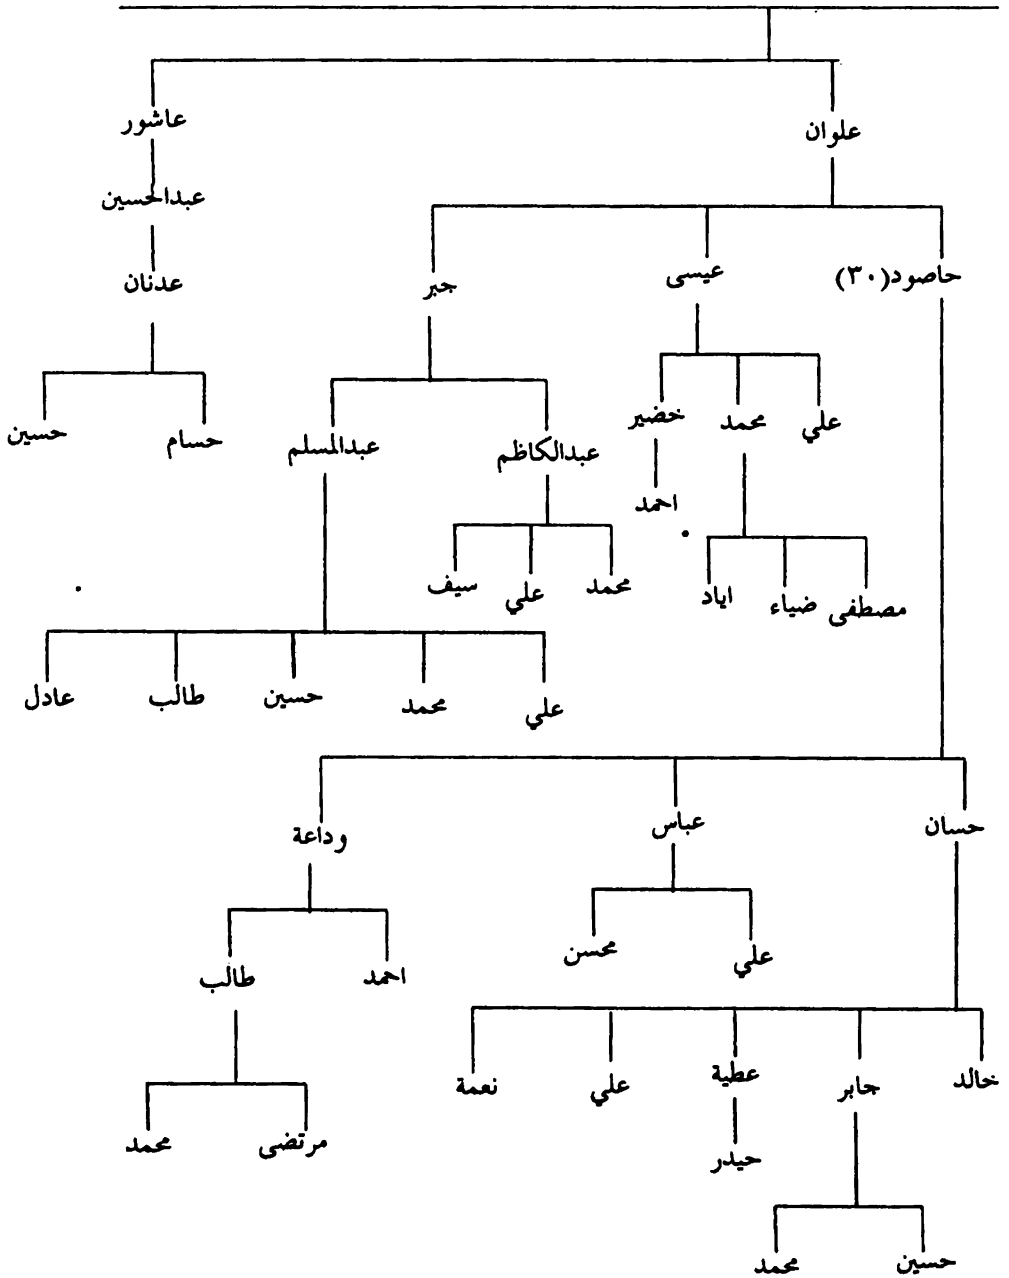 علوان
عاشور
عبدالحسين
حاصود(٣٠)
عيسى
جبر
عدنان
علي
محمد
خضير
عبدالكاظم
عبدالمسلم
حسام
حسين
احمد
مصطفى
ضياء
اياد
محمد
علي
سيف
علي
محمد
حسين
طالب
عادل
حسان
عباس
وداعة
علي
محسن
احمد
طالب
خالد
جابر
عطية
علي
نعمة
حيدر
مرتضى
محمد
حسين
محمد